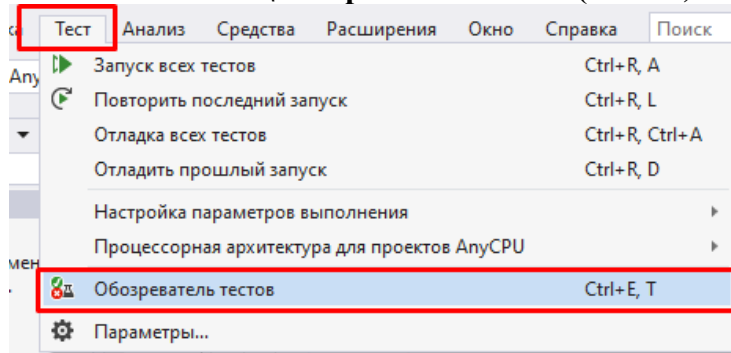 Тест Анализ Средства Расширения Окно Справка Поиск
Any
Запуск всех тестов Ctrl+R, A
Повторить последний запуск Ctrl+R, L
Отладка всех тестов Ctrl+R, Ctrl+A
Отладить прошлый запуск Ctrl+R, D
Настройка параметров выполнения
Процессорная архитектура для проектов AnyCPU
Обозреватель тестов Ctrl+E, T
Параметры...